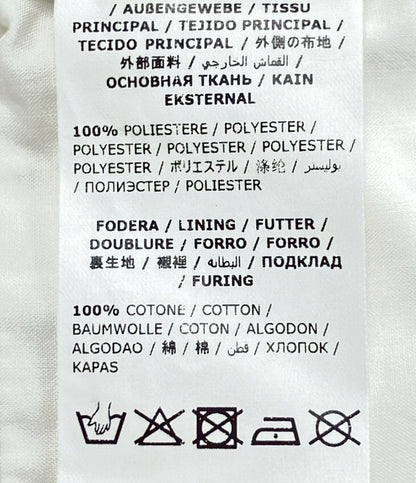 / AUßENGEWEBE / TISSU
PRINCIPAL / TEJIDO PRINCIPAL /
TECIDO PRINCIPAL / 外側の布地 /
外部面料 / القماش الخارجي /
ОСНОВНАЯ ТКАНЬ / KAIN
EKSTERNAL
100% POLIESTERE / POLYESTER /
POLYESTER / POLYESTER / POLYESTER /
POLYESTER / ポリエステル / 涤纶 / بوليستر
/ ПОЛИЭСТЕР / POLIESTER
FODERA / LINING / FUTTER /
DOUBLURE / FORRO / FORRO /
裏生地 / 襯裡 / البطانه / ПОДКЛАД
/ FURING
100% COTONE / COTTON /
BAUMWOLLE / COTON / ALGODON /
ALGODAO / 綿 / 棉 / قطن / ХЛОПОК /
KAPAS